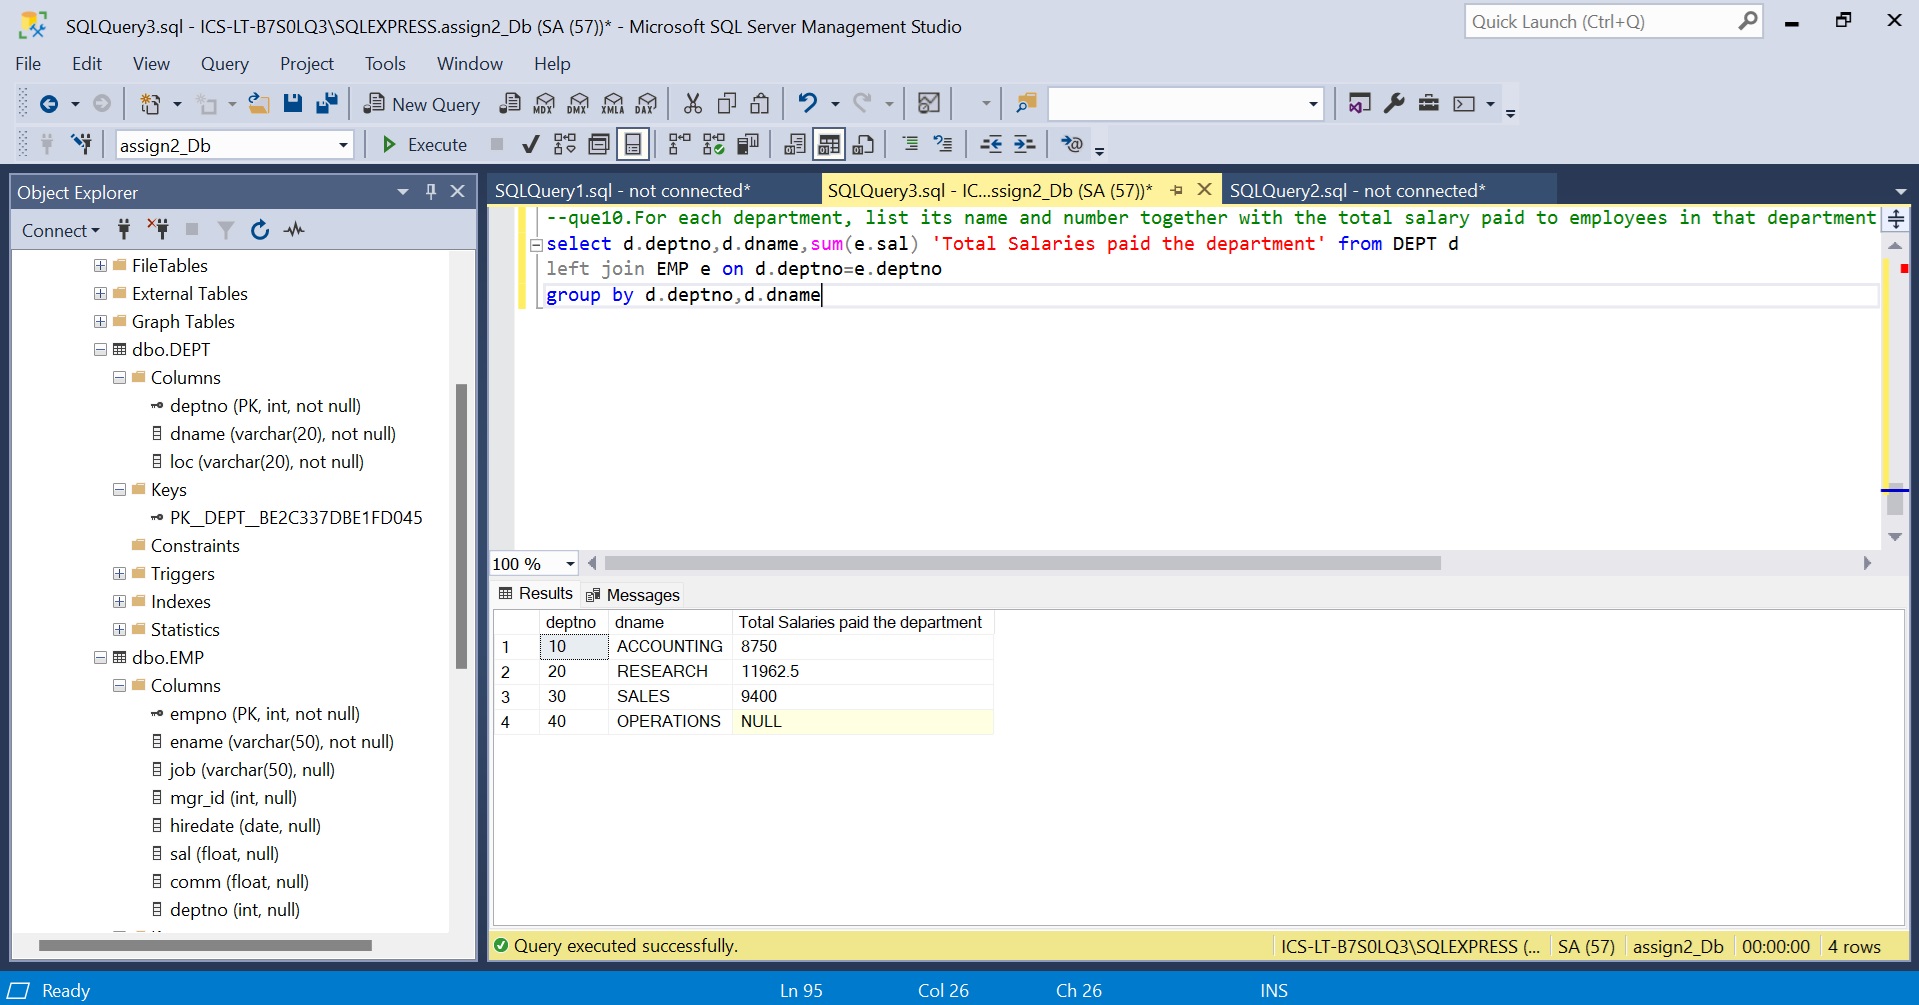 SQLQuery3.sql - ICS-LT-B7S0LQ3\SQLEXPRESS.assign2_Db (SA (57))* - Microsoft SQL Server Management Studio
Quick Launch (Ctrl+Q)
File Edit View Query Project Tools Window Help
New Query MDX DMX XMLA DAX
assign2_Db Execute
Object Explorer
Connect
FileTables
External Tables
Graph Tables
dbo.DEPT
Columns
deptno (PK, int, not null)
dname (varchar(20), not null)
loc (varchar(20), not null)
Keys
PK__DEPT__BE2C337DBE1FD045
Constraints
Triggers
Indexes
Statistics
dbo.EMP
Columns
empno (PK, int, not null)
ename (varchar(50), not null)
job (varchar(50), null)
mgr_id (int, null)
hiredate (date, null)
sal (float, null)
comm (float, null)
deptno (int, null)
SQLQuery1.sql - not connected* SQLQuery3.sql - IC...ssign2_Db (SA (57))* SQLQuery2.sql - not connected*
--que10.For each department, list its name and number together with the total salary paid to employees in that department
select d.deptno,d.dname,sum(e.sal) 'Total Salaries paid the department' from DEPT d
left join EMP e on d.deptno=e.deptno
group by d.deptno,d.dname
100 %
Results Messages
deptno dname Total Salaries paid the department
1 10 ACCOUNTING 8750
2 20 RESEARCH 11962.5
3 30 SALES 9400
4 40 OPERATIONS NULL
Query executed successfully. ICS-LT-B7S0LQ3\SQLEXPRESS (... SA (57) assign2_Db 00:00:00 4 rows
Ready Ln 95 Col 26 Ch 26 INS